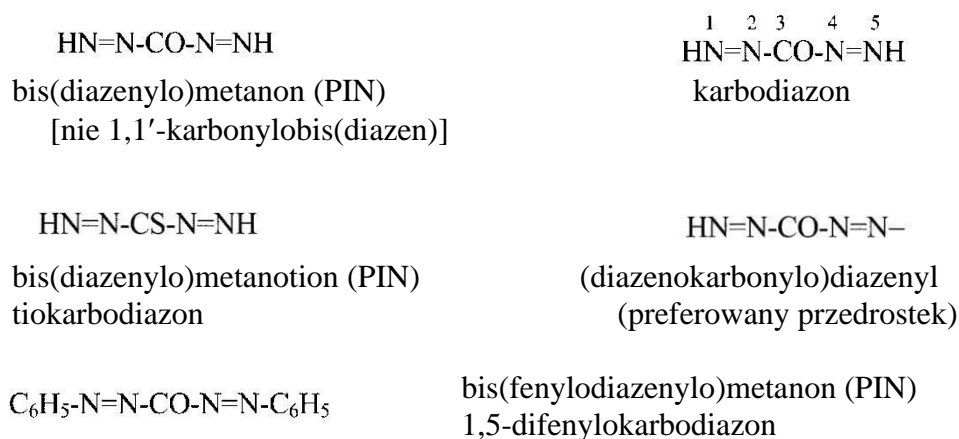 1 2 3 4 5
HN=N-CO-N=NH HN=N-CO-N=NH
bis(diazenylo)metanon (PIN) karbodiazon
[nie 1,1′-karbonylobis(diazen)]
HN=N-CS-N=NH HN=N-CO-N=N–
bis(diazenylo)metanotion (PIN) (diazenokarbonylo)diazenyl
tiokarbodiazon (preferowany przedrostek)
C₆H₅-N=N-CO-N=N-C₆H₅ bis(fenylodiazenylo)metanon (PIN)
1,5-difenylokarbodiazon